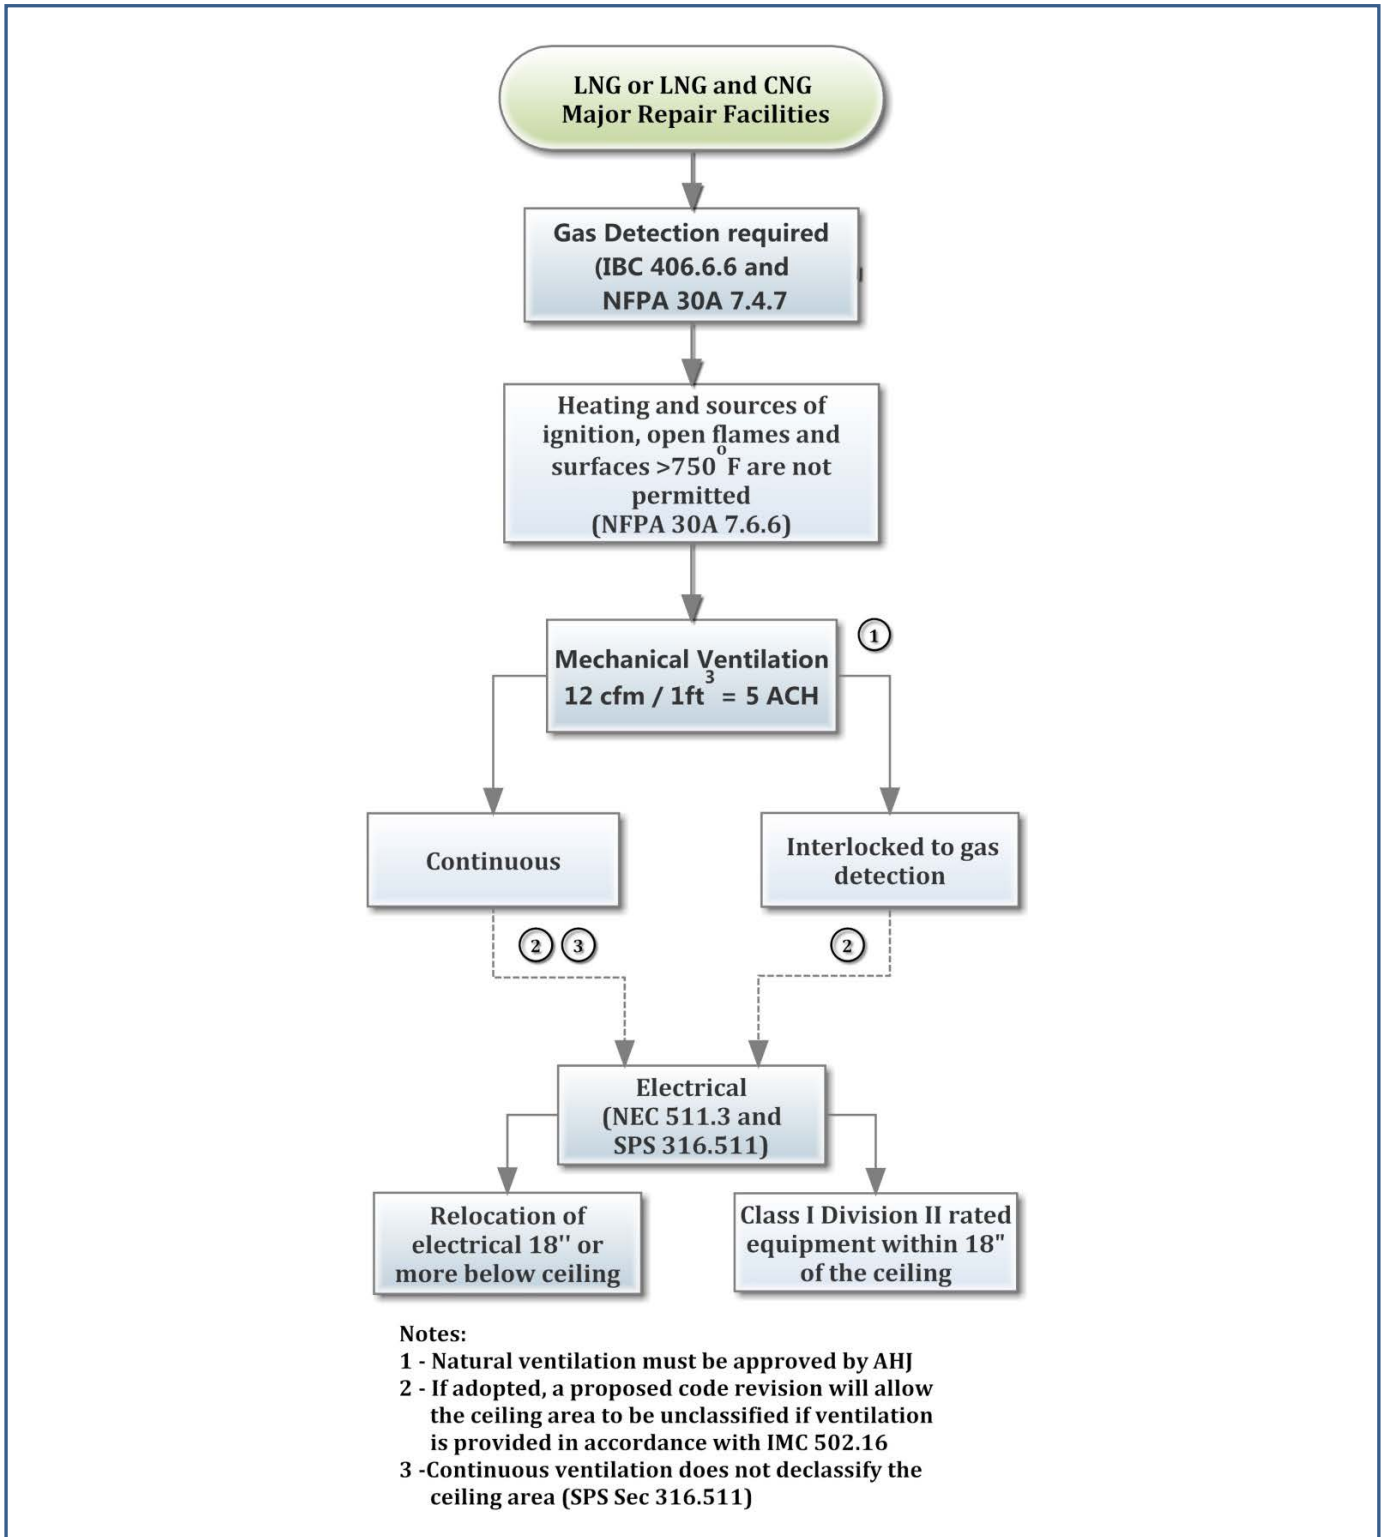 LNG or LNG and CNG
Major Repair Facilities
Gas Detection required
(IBC 406.6.6 and
NFPA 30A 7.4.7
Heating and sources of
ignition, open flames and
surfaces >750°F are not
permitted
(NFPA 30A 7.6.6)
Mechanical Ventilation
12 cfm / 1ft³ = 5 ACH
1
Continuous
Interlocked to gas
detection
2 3
2
Electrical
(NEC 511.3 and
SPS 316.511)
Relocation of
electrical 18'' or
more below ceiling
Class I Division II rated
equipment within 18"
of the ceiling
Notes:
1 - Natural ventilation must be approved by AHJ
2 - If adopted, a proposed code revision will allow
the ceiling area to be unclassified if ventilation
is provided in accordance with IMC 502.16
3 -Continuous ventilation does not declassify the
ceiling area (SPS Sec 316.511)